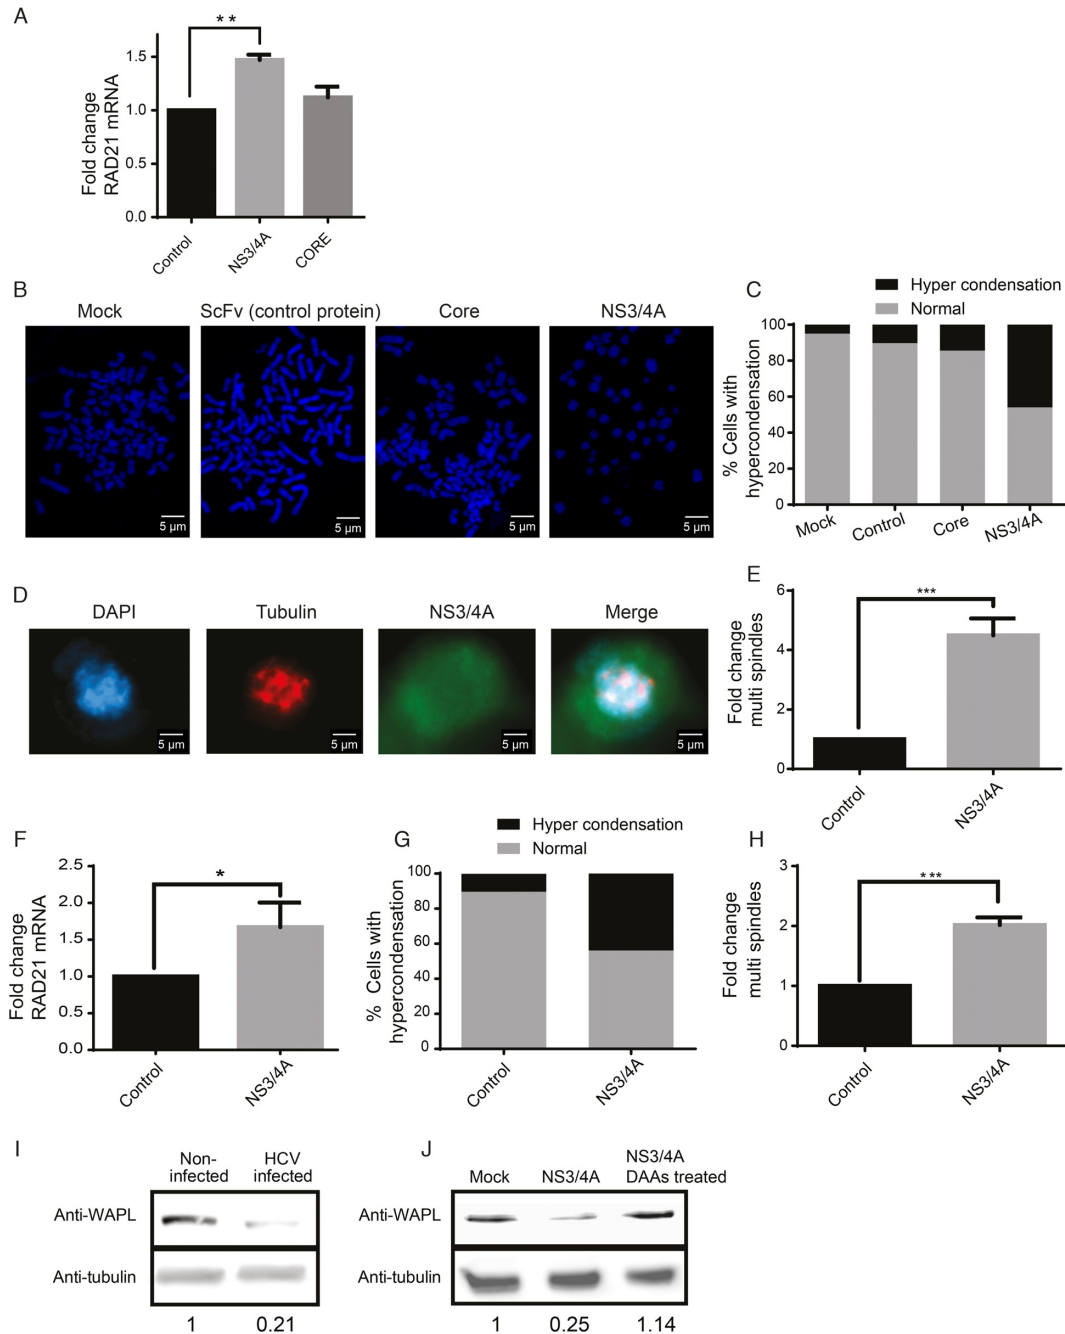 A
* *
Fold change
RAD21 mRNA
1.5
1.0
0.5
0.0
Control
NS3/4A
CORE
B
Mock
ScFv (control protein)
Core
NS3/4A
5 µm
5 µm
5 µm
5 µm
C
Hyper condensation
Normal
% Cells with
hypercondensation
100
80
60
40
20
0
Mock
Control
Core
NS3/4A
D
DAPI
Tubulin
NS3/4A
Merge
5 µm
5 µm
5 µm
5 µm
E
***
Fold change
multi spindles
6
4
2
0
Control
NS3/4A
F
*
Fold change
RAD21 mRNA
2.5
2.0
1.5
1.0
0.5
0.0
Control
NS3/4A
G
Hyper condensation
Normal
% Cells with
hypercondensation
100
80
60
40
20
0
Control
NS3/4A
H
***
Fold change
multi spindles
3
2
1
0
Control
NS3/4A
I
Non-
infected
HCV
infected
Anti-WAPL
Anti-tubulin
1
0.21
J
Mock
NS3/4A
NS3/4A
DAAs treated
Anti-WAPL
Anti-tubulin
1
0.25
1.14